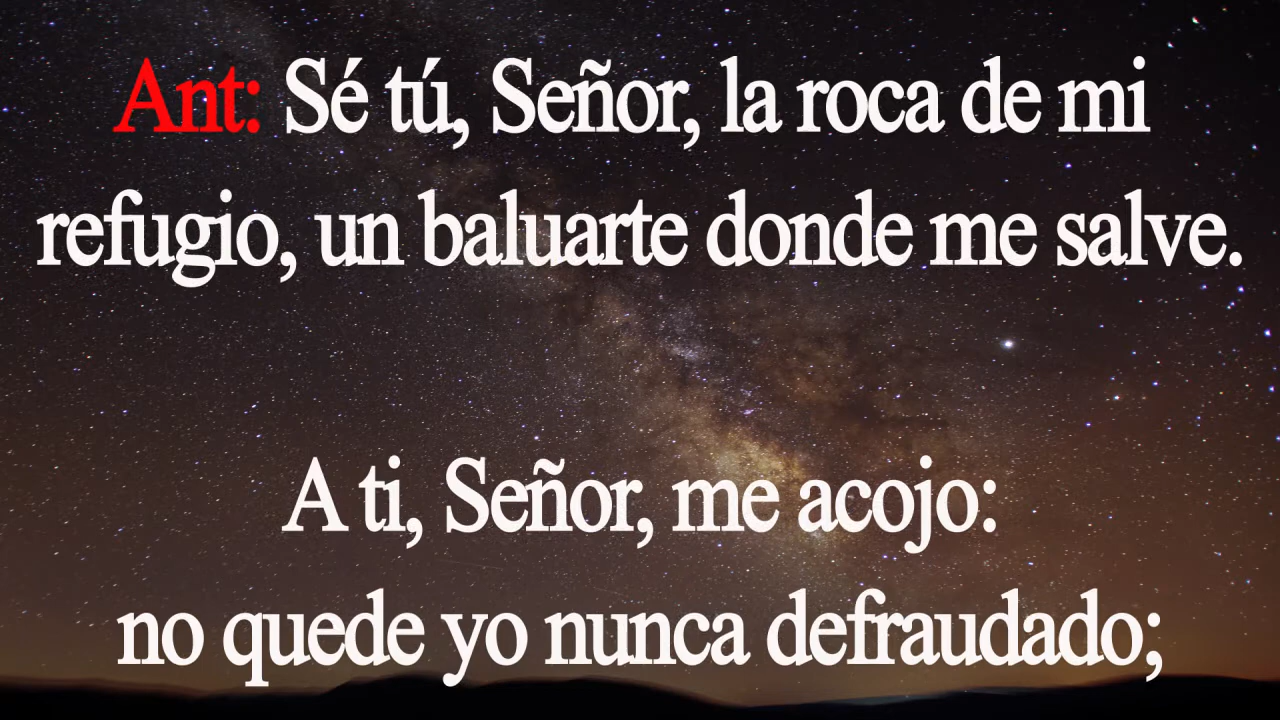 Ant: Sé tú, Señor, la roca de mi
refugio, un baluarte donde me salve.
A ti, Señor, me acojo:
no quede yo nunca defraudado;